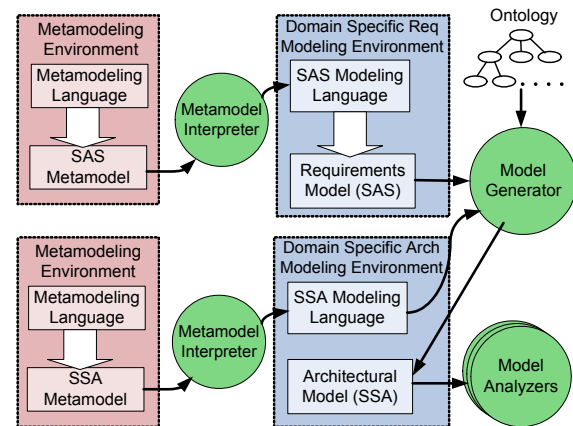 Metamodeling
Environment
Metamodeling
Language
SAS
Metamodel
Metamodel
Interpreter
Domain Specific Req
Modeling Environment
SAS Modeling
Language
Requirements
Model (SAS)
Ontology
. . . .
Model
Generator
Metamodeling
Environment
Metamodeling
Language
SSA
Metamodel
Metamodel
Interpreter
Domain Specific Arch
Modeling Environment
SSA Modeling
Language
Architectural
Model (SSA)
Model
Analyzers